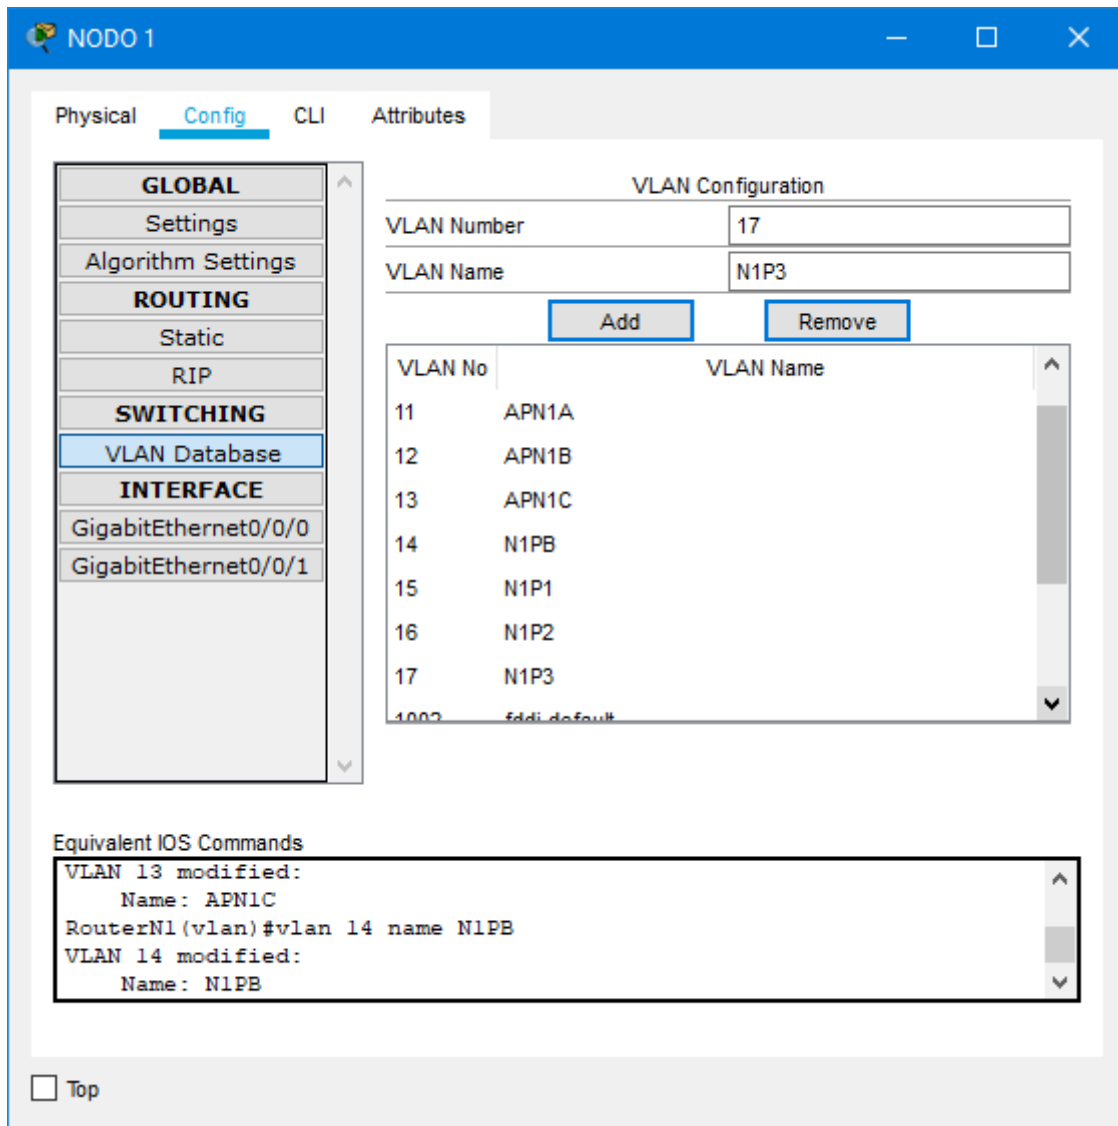 NODO 1
Physical Config CLI Attributes
GLOBAL
Settings
Algorithm Settings
ROUTING
Static
RIP
SWITCHING
VLAN Database
INTERFACE
GigabitEthernet0/0/0
GigabitEthernet0/0/1
VLAN Configuration
VLAN Number 17
VLAN Name N1P3
Add Remove
VLAN No VLAN Name
11 APN1A
12 APN1B
13 APN1C
14 N1PB
15 N1P1
16 N1P2
17 N1P3
1002 fddi-default
Equivalent IOS Commands
VLAN 13 modified:
Name: APN1C
RouterN1(vlan)#vlan 14 name N1PB
VLAN 14 modified:
Name: N1PB
Top